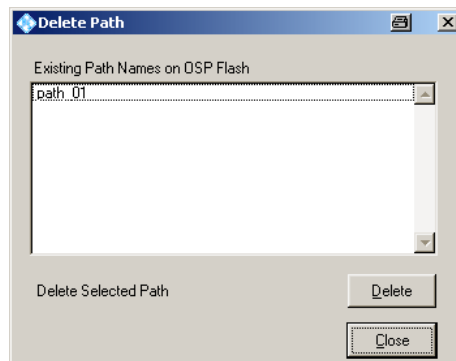 Delete Path
Existing Path Names on OSP Flash
path_01
Delete Selected Path
Delete
Close